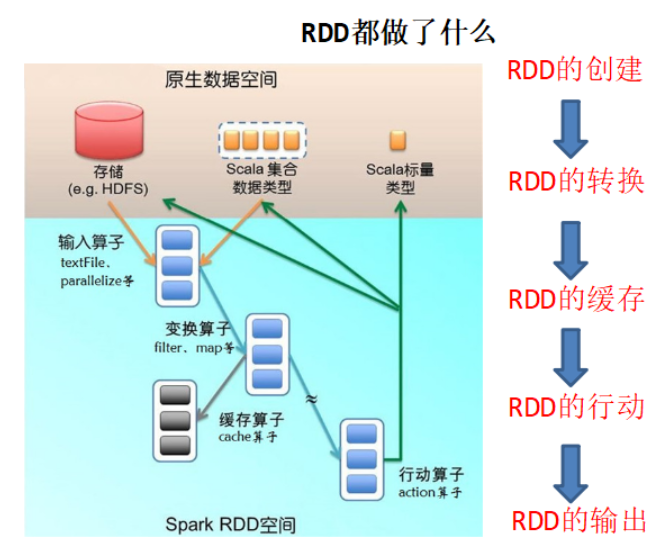 RDD都做了什么
原生数据空间
存储
(e.g. HDFS)
Scala 集合
数据类型
Scala标量
类型
输入算子
textFile、
parallelize等
变换算子
filter、map等
缓存算子
cache算子
≈
行动算子
action算子
Spark RDD空间
RDD的创建
RDD的转换
RDD的缓存
RDD的行动
RDD的输出